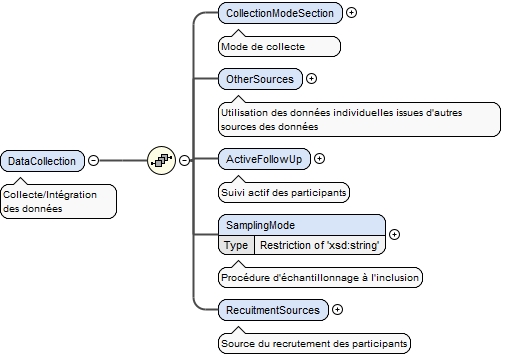 CollectionModeSection
Mode de collecte
OtherSources
Utilisation des données individuelles issues d'autres
sources des données
DataCollection
Collecte/Intégration
des données
ActiveFollowUp
Suivi actif des participants
SamplingMode
Type Restriction of 'xsd:string'
Procédure d'échantillonnage à l'inclusion
RecuitmentSources
Source du recrutement des participants